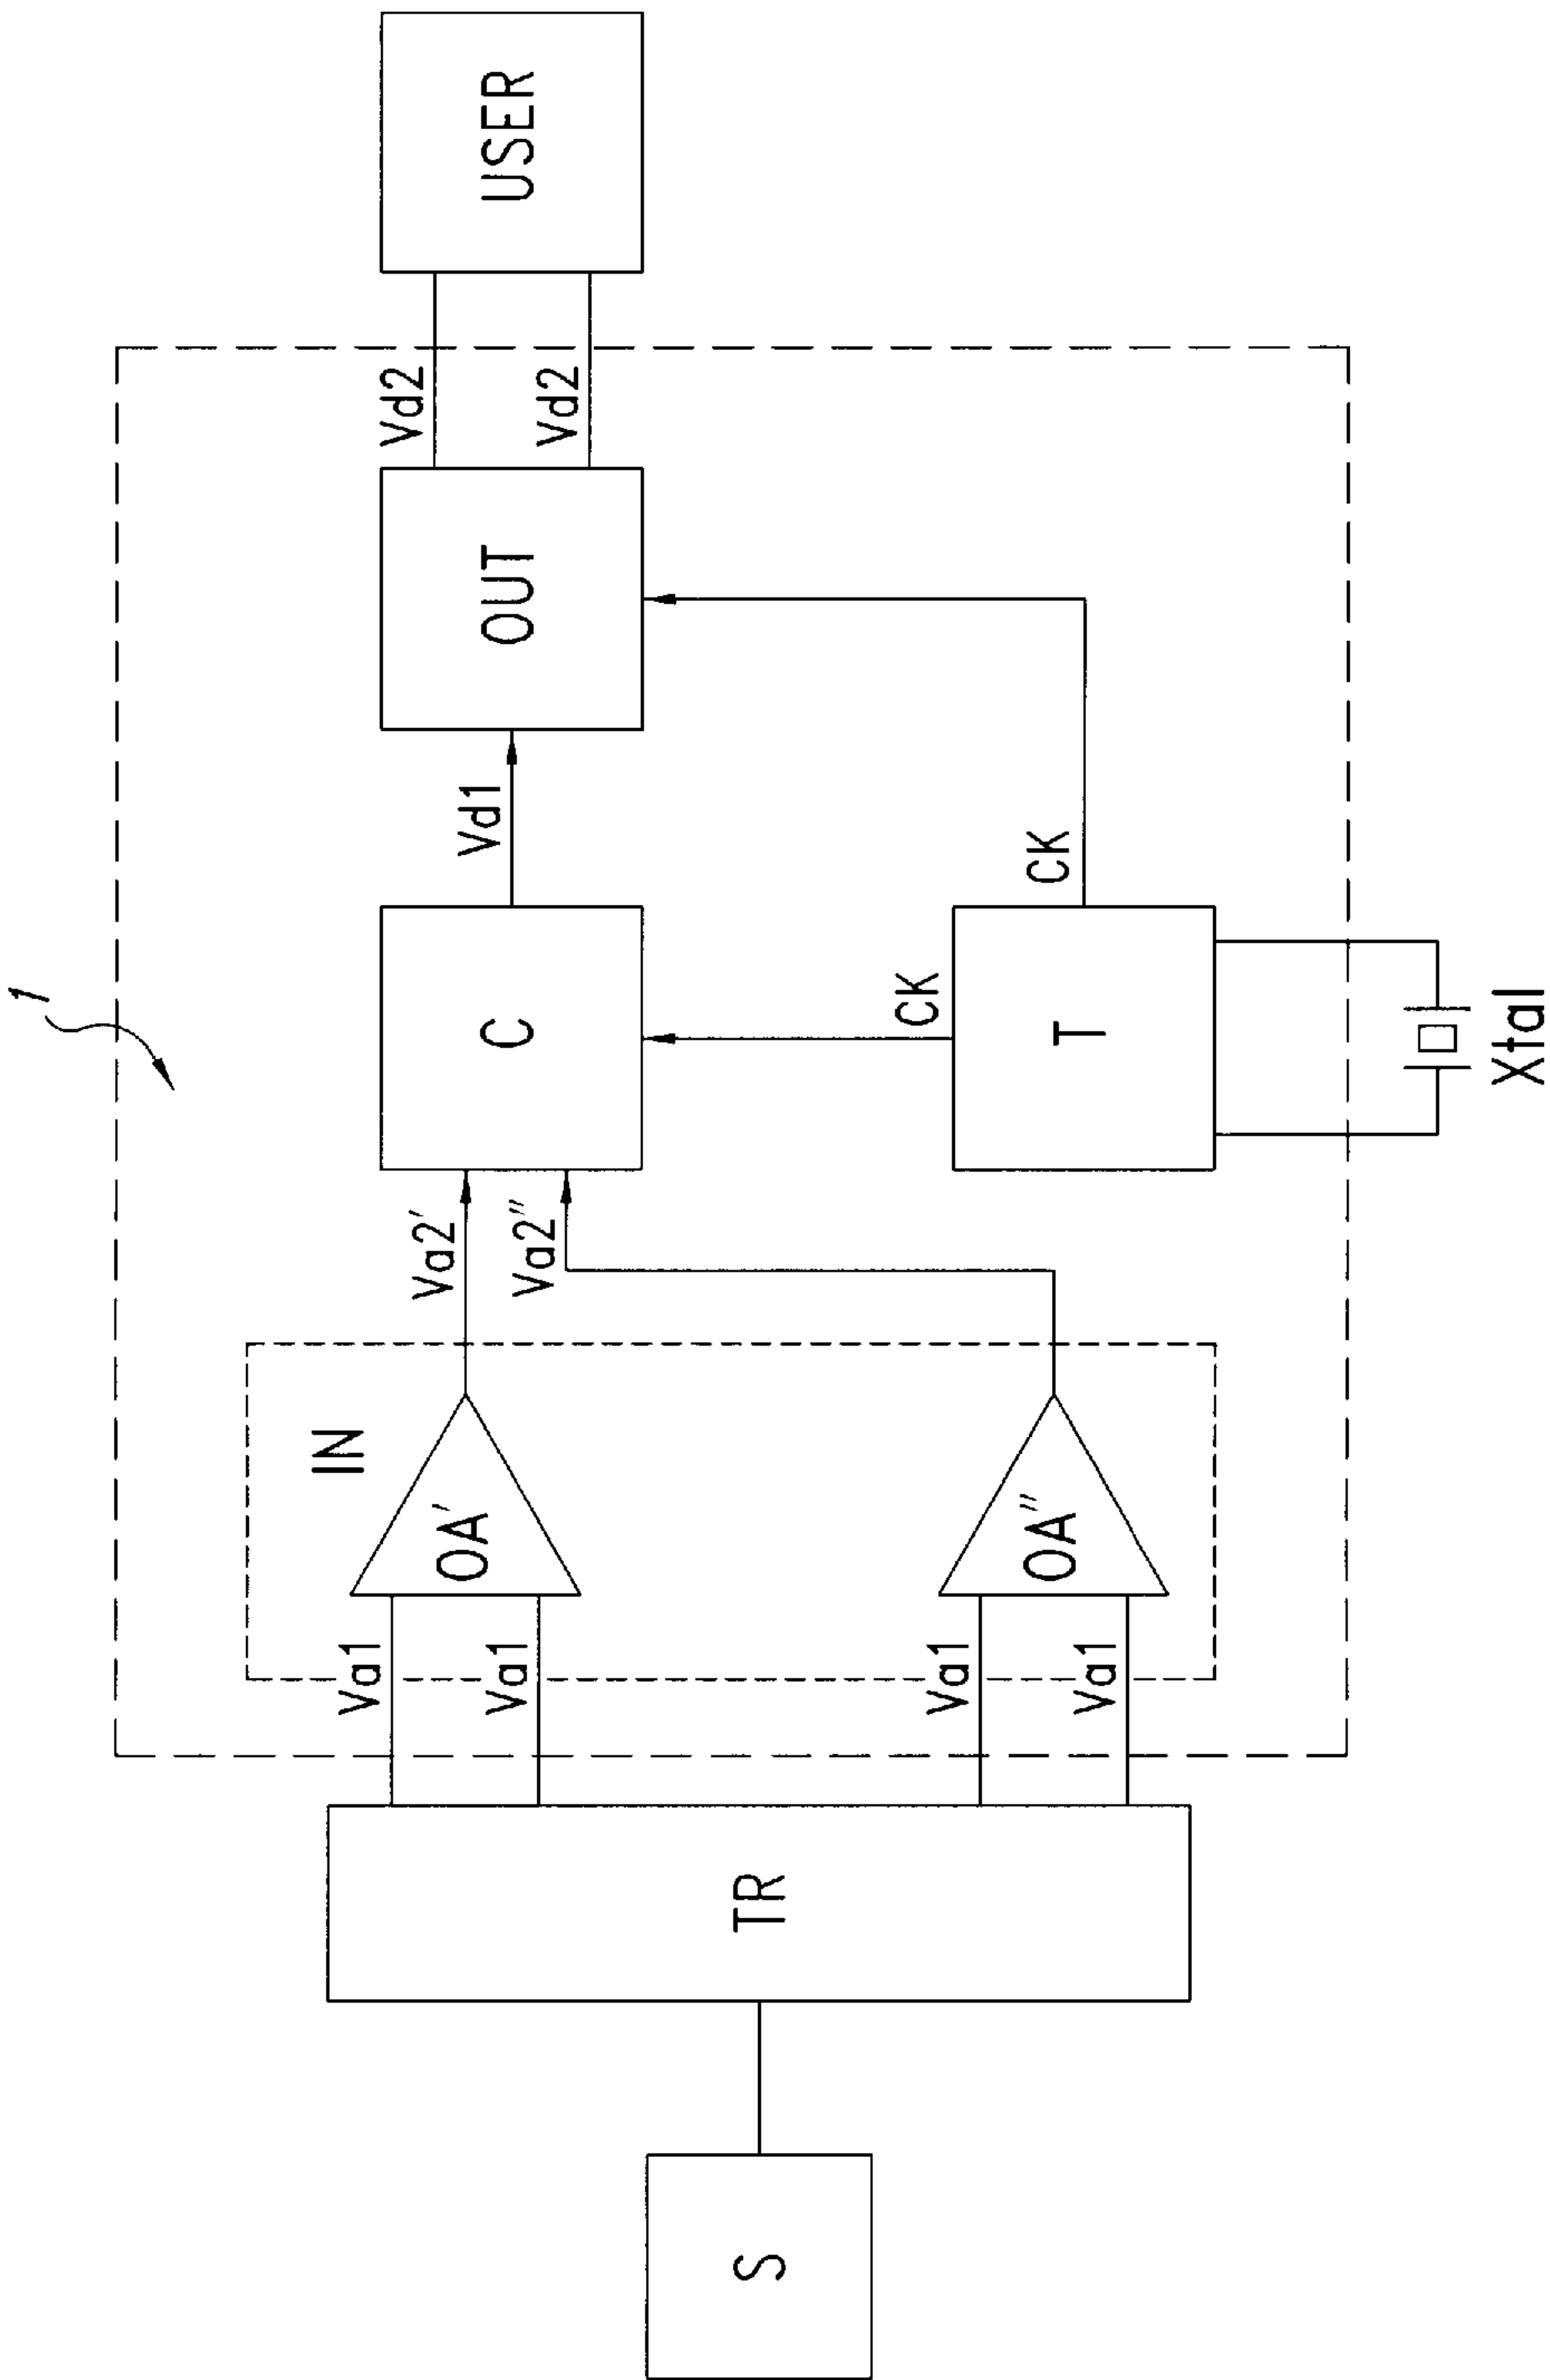 1
S
TR
Va1
Va1
Va1
Va1
IN
OA'
OA"
Va2'
Va2"
C
CK
T
CK
Xtal
Vd1
OUT
Vd2
Vd2
USER